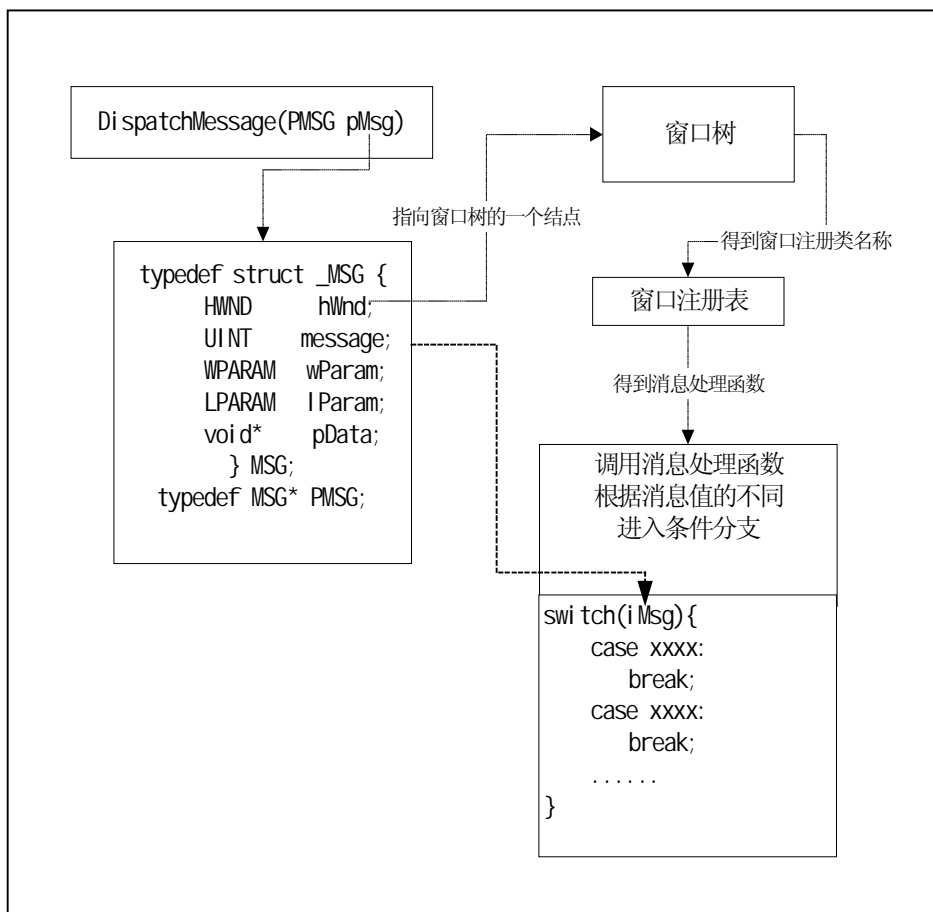 DispatchMessage(PMSG pMsg)
窗口树
指向窗口树的一个结点
得到窗口注册类名称
typedef struct _MSG {
HWND hWnd;
UINT message;
WPARAM wParam;
LPARAM lParam;
void* pData;
} MSG;
typedef MSG* PMSG;
窗口注册表
得到消息处理函数
调用消息处理函数
根据消息值的不同
进入条件分支
switch(iMsg){
case xxxx:
break;
case xxxx:
break;
......
}